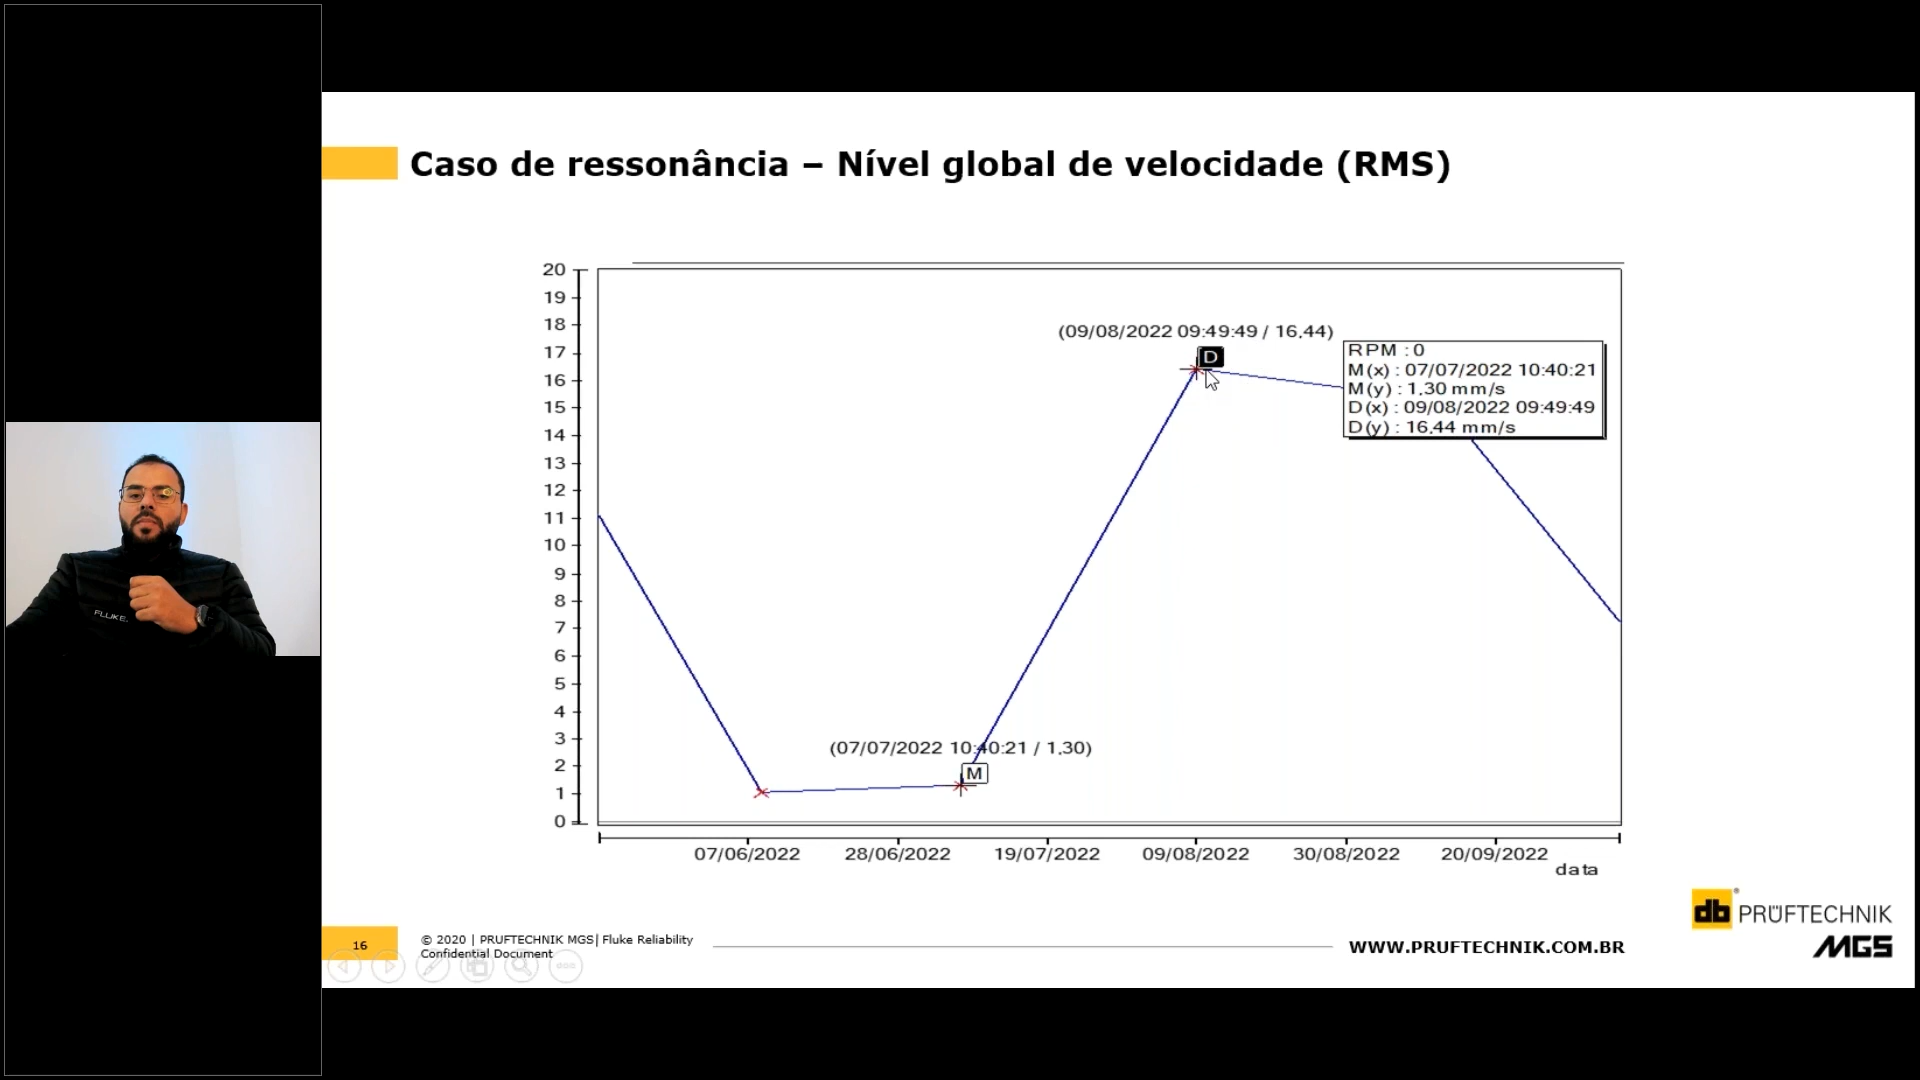 Caso de ressonância – Nível global de velocidade (RMS)
20
19
18
17
16
15
14
13
12
11
10
9
8
7
6
5
4
3
2
1
0
(09/08/2022 09:49:49 / 16,44)
D
RPM : 0
M(x) : 07/07/2022 10:40:21
M(y) : 1,30 mm/s
D(x) : 09/08/2022 09:49:49
D(y) : 16,44 mm/s
(07/07/2022 10:40:21 / 1,30)
M
07/06/2022 28/06/2022 19/07/2022 09/08/2022 30/08/2022 20/09/2022
data
FLUKE.
16
© 2020 | PRUFTECHNIK MGS| Fluke Reliability
Confidential Document
WWW.PRUFTECHNIK.COM.BR
db PRÜFTECHNIK ®
MGS